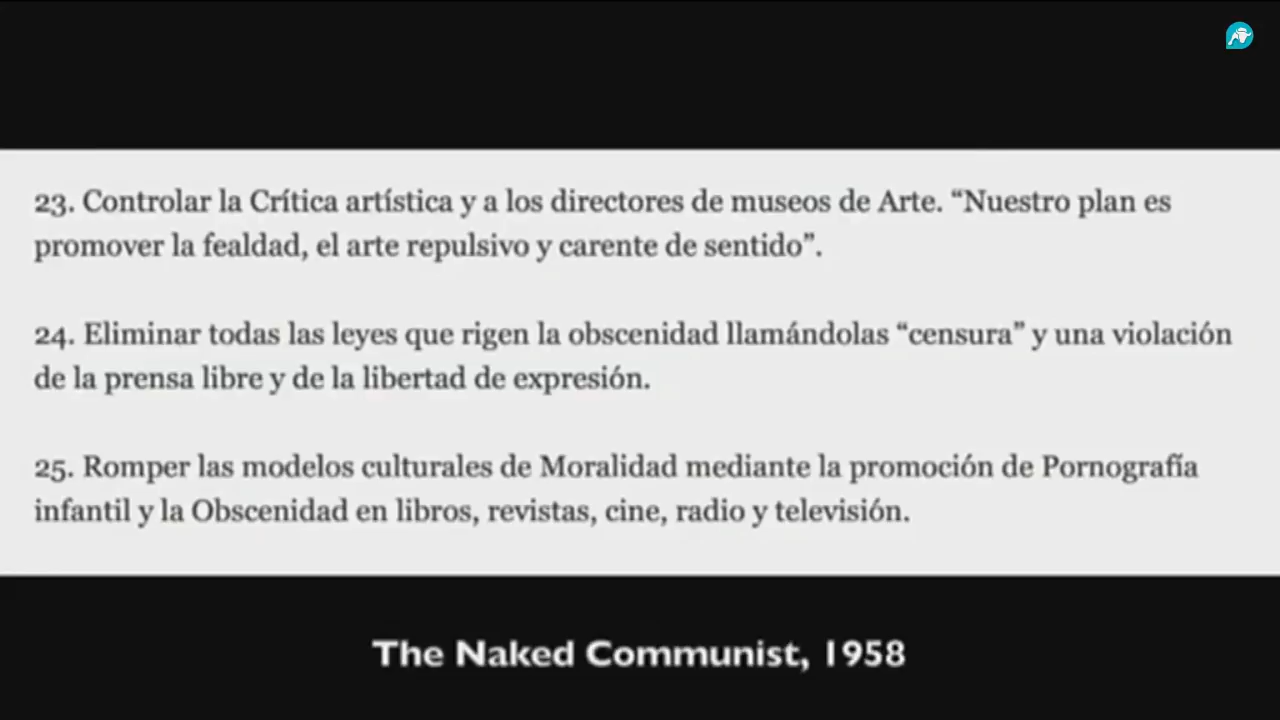 23. Controlar la Crítica artística y a los directores de museos de Arte. “Nuestro plan es
promover la fealdad, el arte repulsivo y carente de sentido”.
24. Eliminar todas las leyes que rigen la obscenidad llamándolas “censura” y una violación
de la prensa libre y de la libertad de expresión.
25. Romper las modelos culturales de Moralidad mediante la promoción de Pornografía
infantil y la Obscenidad en libros, revistas, cine, radio y televisión.
The Naked Communist, 1958